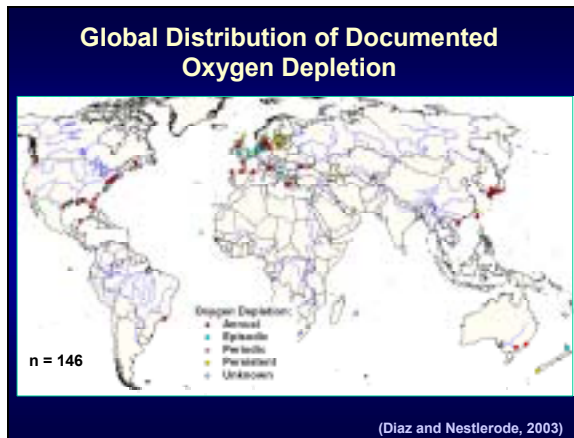 Global Distribution of Documented
Oxygen Depletion
Oxygen Depletion:
Annual
Episodic
Periodic
Persistent
Unknown
n = 146
(Diaz and Nestlerode, 2003)